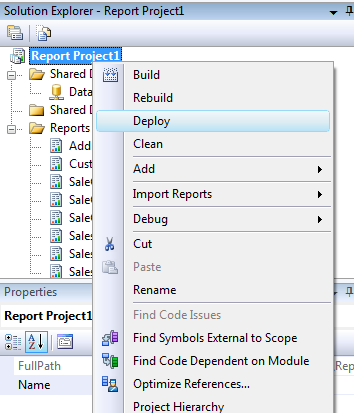 Solution Explorer - Report Project1
Report Project1
Shared D
Data
Shared D
Reports
Add
Cust
Sale
Sale
Sale
Sales
Sales
Build
Rebuild
Deploy
Clean
Add
Import Reports
Debug
Cut
Paste
Rename
Find Code Issues
Find Symbols External to Scope
Find Code Dependent on Module
Optimize References...
Project Hierarchy
Properties
Report Project1
FullPath
Name
\Rep